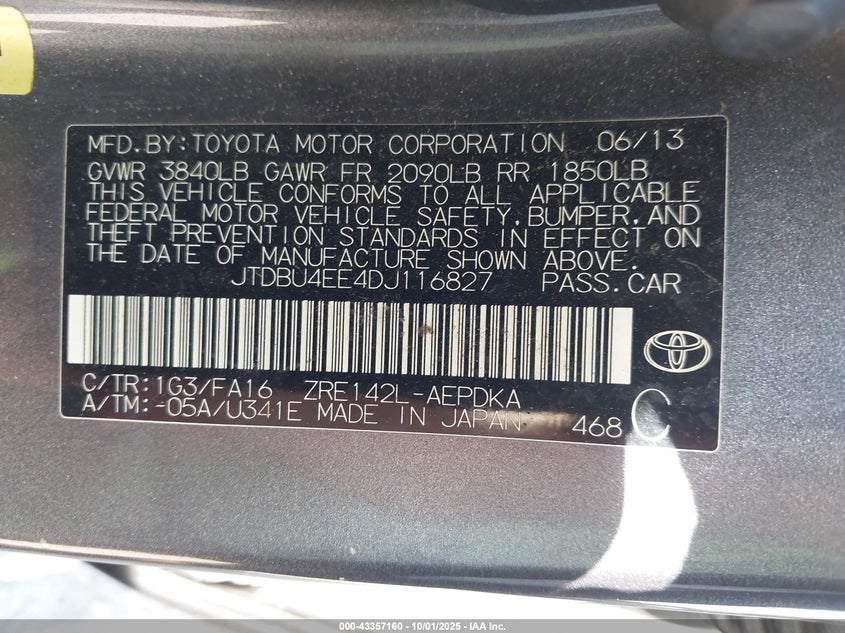 MFD. BY: TOYOTA MOTOR CORPORATION 06/13
GVWR 3840LB GAWR FR 2090LB RR 1850LB
THIS VEHICLE CONFORMS TO ALL APPLICABLE
FEDERAL MOTOR VEHICLE SAFETY, BUMPER, AND
THEFT PREVENTION STANDARDS IN EFFECT ON
THE DATE OF MANUFACTURE SHOWN ABOVE.
JTDBU4EE4DJ116827 PASS. CAR
C/TR: 1G3/FA16 ZRE142L-AEPDKA
A/TM: -05A/U341E MADE IN JAPAN 468 C
000-43357160 - 10/01/2025 - IAA Inc.